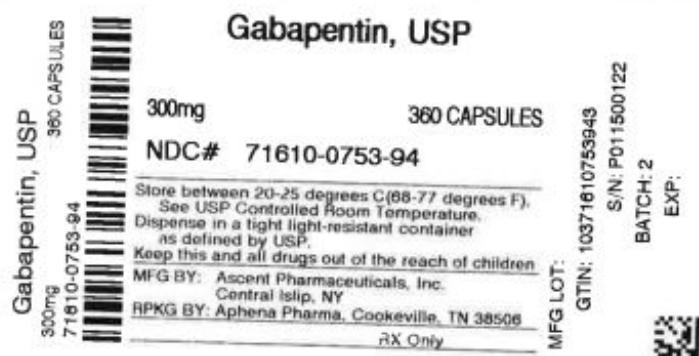 Gabapentin, USP
300mg 360 CAPSULES
NDC# 71610-0753-94
Store between 20-25 degrees C(68-77 degrees F).
See USP Controlled Room Temperature.
Dispense in a tight light-resistant container
as defined by USP.
Keep this and all drugs out of the reach of children
MFG BY: Ascent Pharmaceuticals, Inc.
Central Islip, NY
RPKG BY: Aphena Pharma, Cookeville, TN 38506
RX Only
Gabapentin, USP
300mg 360 CAPSULES
71610-0753-94
MFG LOT:
GTIN: 10371610753943
S/N: P011500122
BATCH: 2
EXP: